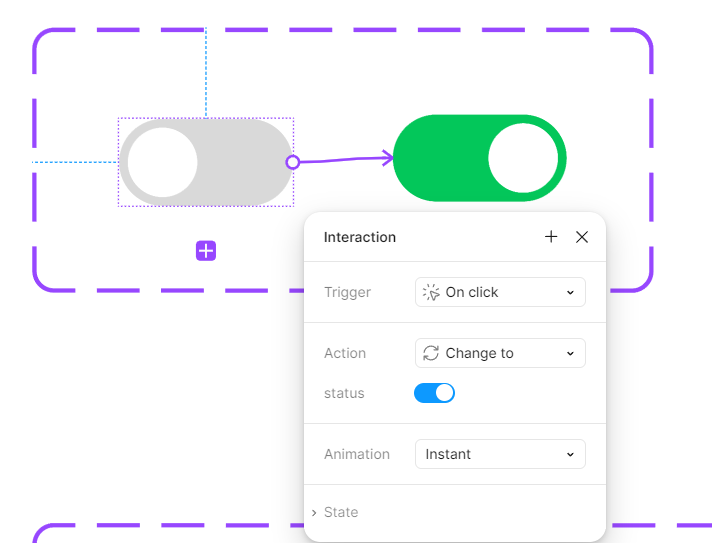 Interaction
Trigger
On click
Action
Change to
status
Animation
Instant
State